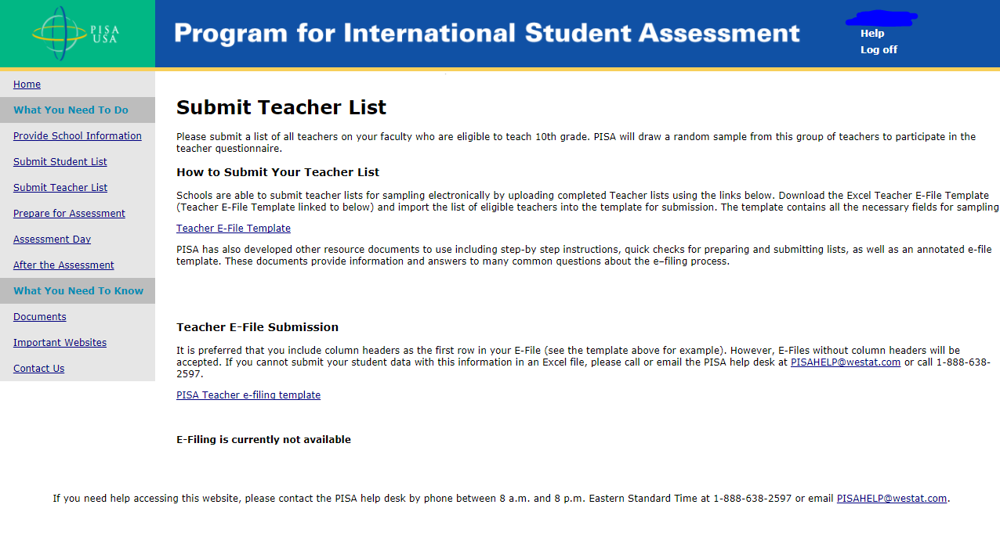 PISA
USA
Program for International Student Assessment
Help
Log off
Home
What You Need To Do
Provide School Information
Submit Student List
Submit Teacher List
Prepare for Assessment
Assessment Day
After the Assessment
What You Need To Know
Documents
Important Websites
Contact Us
Submit Teacher List
Please submit a list of all teachers on your faculty who are eligible to teach 10th grade. PISA will draw a random sample from this group of teachers to participate in the
teacher questionnaire.
How to Submit Your Teacher List
Schools are able to submit teacher lists for sampling electronically by uploading completed Teacher lists using the links below. Download the Excel Teacher E-File Template
(Teacher E-File Template linked to below) and import the list of eligible teachers into the template for submission. The template contains all the necessary fields for sampling
Teacher E-File Template
PISA has also developed other resource documents to use including step-by step instructions, quick checks for preparing and submitting lists, as well as an annotated e-file
template. These documents provide information and answers to many common questions about the e–filing process.
Teacher E-File Submission
It is preferred that you include column headers as the first row in your E-File (see the template above for example). However, E-Files without column headers will be
accepted. If you cannot submit your student data with this information in an Excel file, please call or email the PISA help desk at PISAHELP@westat.com or call 1-888-638-
2597.
PISA Teacher e-filing template
E-Filing is currently not available
If you need help accessing this website, please contact the PISA help desk by phone between 8 a.m. and 8 p.m. Eastern Standard Time at 1-888-638-2597 or email PISAHELP@westat.com.